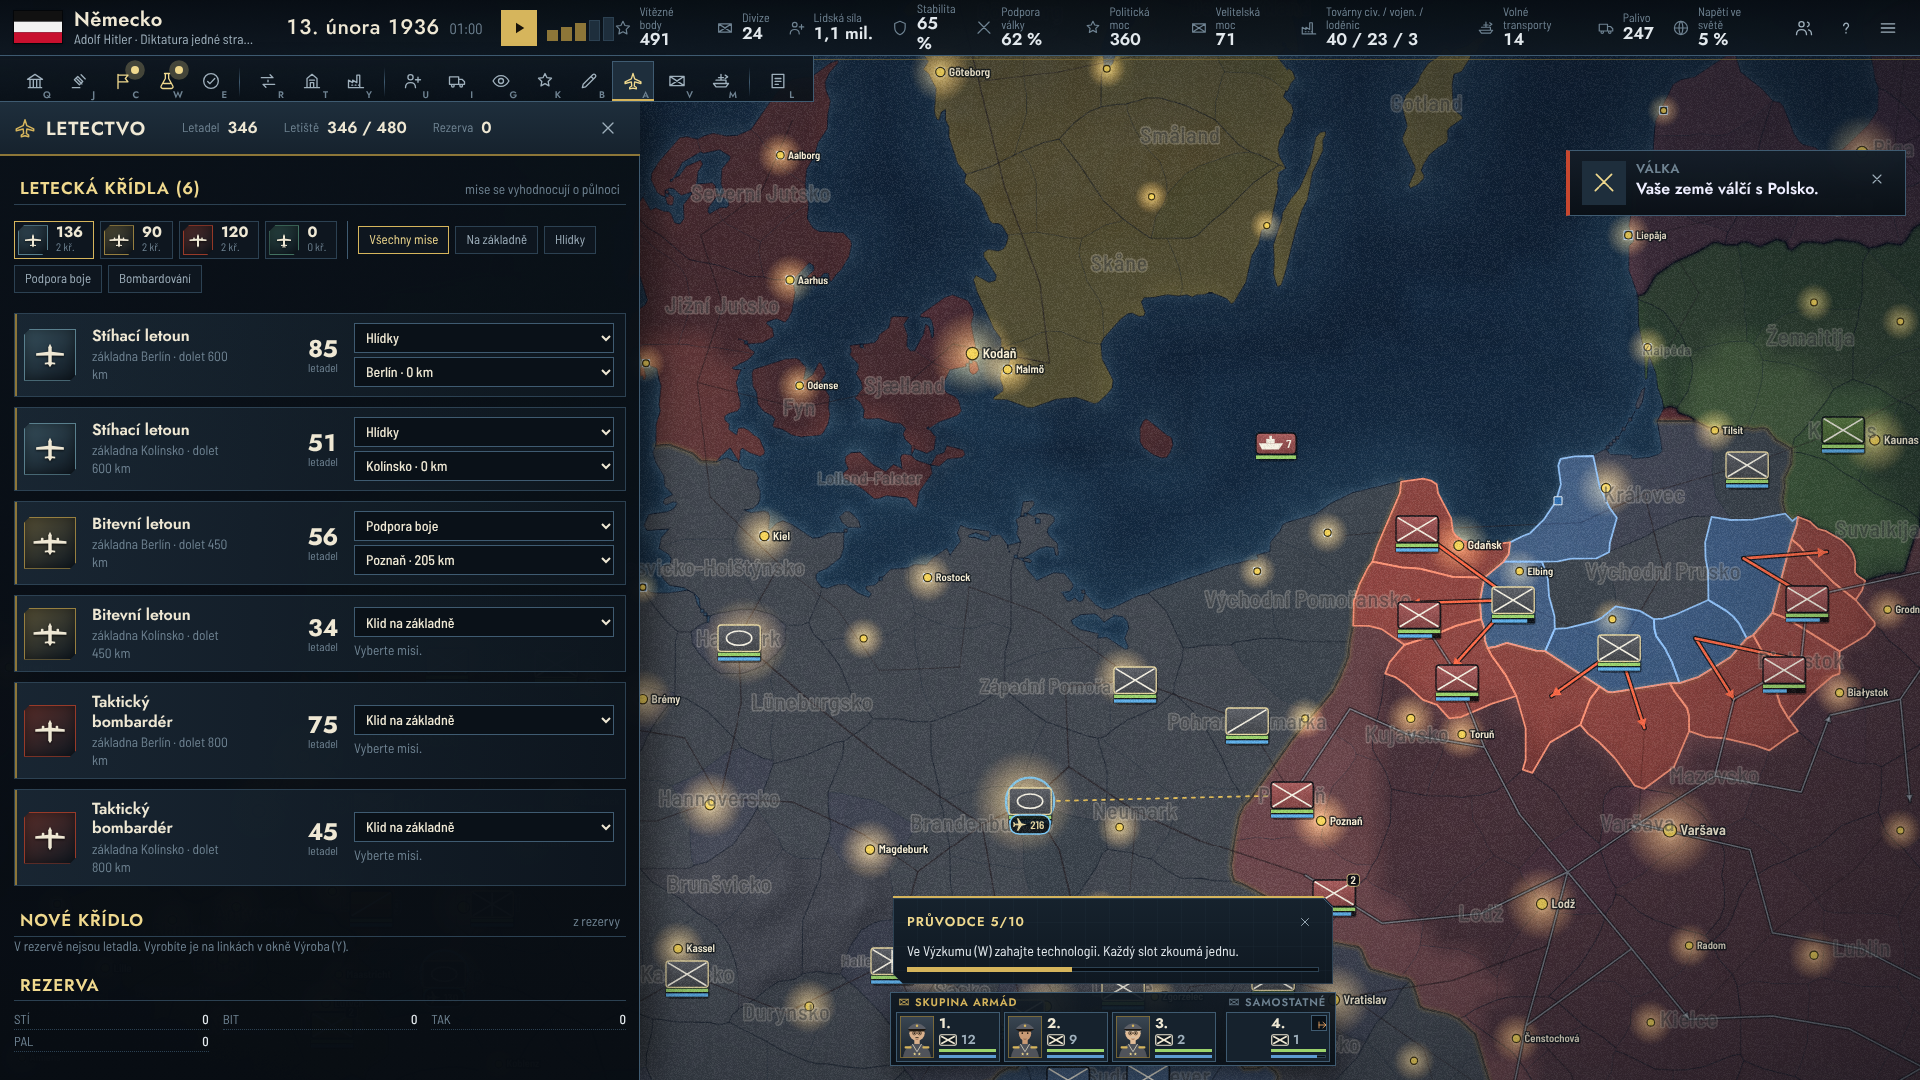 Německo
Adolf Hitler · Diktatura jedné stra...
13. února 1936 01:00
Vítězné body 491
Divize 24
Lidská síla 1,1 mil.
Stabilita 65 %
Podpora války 62 %
Politická moc 360
Velitelská moc 71
Továrny civ. / vojen. / loděnic 40 / 23 / 3
Volné transporty 14
Palivo 247
Napětí ve světě 5 %
?
Q J C W E R T Y U I G K B A V M L
LETECTVO
Letadel 346
Letiště 346 / 480
Rezerva 0
LETECKÁ KŘÍDLA (6)
mise se vyhodnocují o půlnoci
136 2 kř.
90 2 kř.
120 2 kř.
0 0 kř.
Všechny mise
Na základně
Hlídky
Podpora boje
Bombardování
Stíhací letoun
základna Berlín · dolet 600 km
85 letadel
Hlídky
Berlín · 0 km
Stíhací letoun
základna Kolínsko · dolet 600 km
51 letadel
Hlídky
Kolínsko · 0 km
Bitevní letoun
základna Berlín · dolet 450 km
56 letadel
Podpora boje
Poznaň · 205 km
Bitevní letoun
základna Kolínsko · dolet 450 km
34 letadel
Klid na základně
Vyberte misi.
Taktický bombardér
základna Berlín · dolet 800 km
75 letadel
Klid na základně
Vyberte misi.
Taktický bombardér
základna Kolínsko · dolet 800 km
45 letadel
Klid na základně
Vyberte misi.
NOVÉ KŘÍDLO
z rezervy
V rezervě nejsou letadla. Vyrobíte je na linkách v okně Výroba (Y).
REZERVA
STÍ 0
BIT 0
TAK 0
PAL 0
VÁLKA
Vaše země válčí s Polsko.
Göteborg
Gotland
Småland
Riga
Aalborg
Severní Jutsko
Liepāja
Skåne
Aarhus
Jižní Jutsko
Žemaitija
Kodaň
Malmö
Klaipėda
Odense
Sjælland
Fyn
Tilsit
Kaunas
7
Lolland-Falster
Královec
Suvalkija
Kiel
Gdaňsk
Rostock
Elbing
Východní Prusko
Východní Pomořansko
Brémy
Lüneburgsko
Białystok
Kujavsko
Toruň
Mazovsko
Hannoversko
Neumark
216
Poznaň
Varšava
Varšava
Magdeburk
Brunšvicko
2
Lodž
Lodž
Kassel
Radom
Lublin
Durynsko
Vratislav
Kielce
Čenstochová
PRŮVODCE 5/10
Ve Výzkumu (W) zahajte technologii. Každý slot zkoumá jednu.
SKUPINA ARMÁD
SAMOSTATNÉ
1. 12
2. 9
3. 2
4. 1